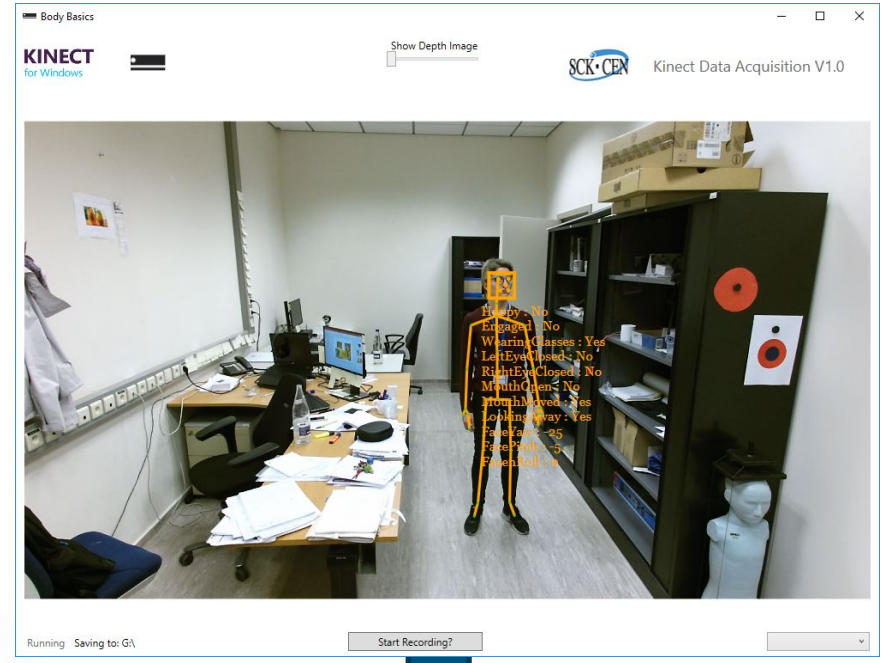 Body Basics
KINECT
for Windows
Show Depth Image
SCK•CEN
Kinect Data Acquisition V1.0
Happy : No
Engaged : No
WearingGlasses : Yes
LeftEyeClosed : No
RightEyeClosed : No
MouthOpen : No
MouthMoved : Yes
LookingAway : Yes
FaceYaw : -25
FacePitch : -5
FacenRoll :
Running
Saving to: G:\
Start Recording?